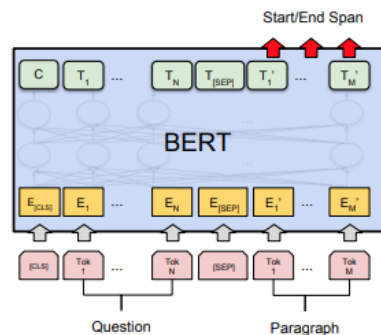 Start/End Span
C T1 ... TN T[SEP] T1' ... TM'
BERT
E[CLS] E1 ... EN E[SEP] E1' ... EM'
[CLS] Tok 1 ... Tok N [SEP] Tok 1 ... Tok M
Question Paragraph